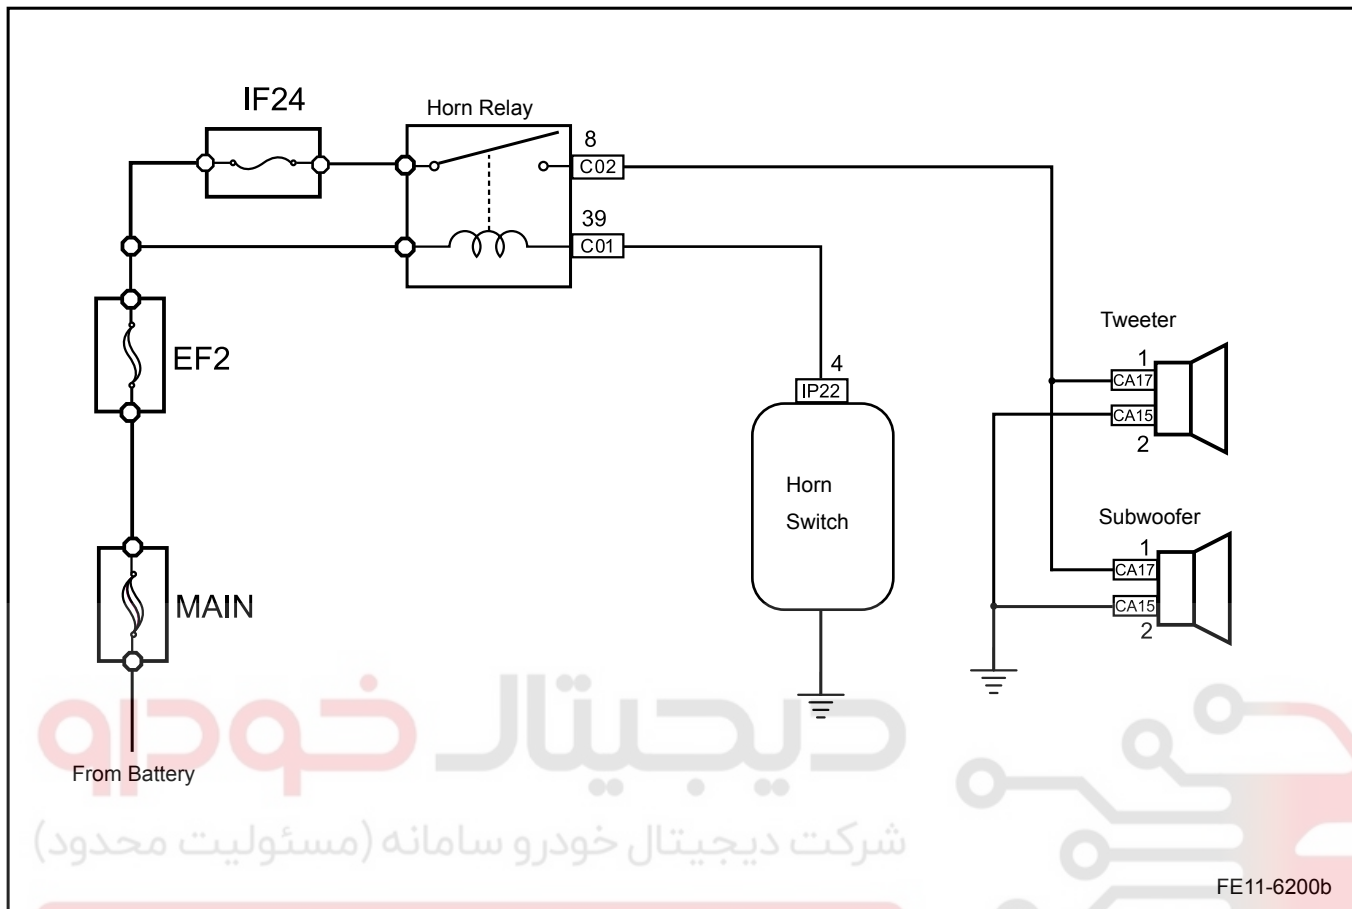 IF24
Horn Relay
8
C02
39
C01
EF2
4
IP22
Horn
Switch
Tweeter
1
CA17
CA15
2
Subwoofer
1
CA17
CA15
2
MAIN
From Battery
دیجیتال خودرو
شرکت دیجیتال خودرو سامانه (مسئولیت محدود)
FE11-6200b